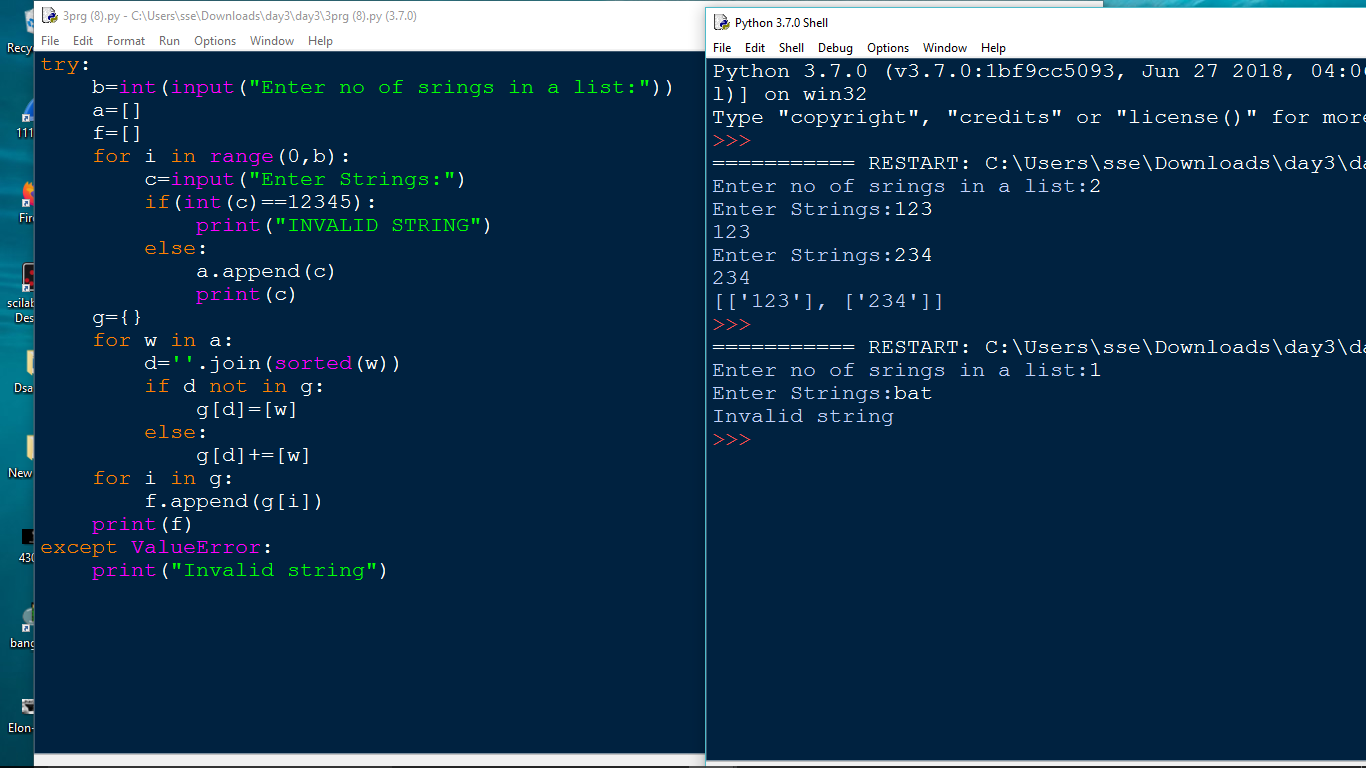 3prg (8).py - C:\Users\sse\Downloads\day3\day3\3prg (8).py (3.7.0)
File Edit Format Run Options Window Help
try:
    b=int(input("Enter no of srings in a list:"))
    a=[]
    f=[]
    for i in range(0,b):
        c=input("Enter Strings:")
        if(int(c)==12345):
            print("INVALID STRING")
        else:
            a.append(c)
            print(c)
    g={}
    for w in a:
        d=''.join(sorted(w))
        if d not in g:
            g[d]=[w]
        else:
            g[d]+=[w]
    for i in g:
        f.append(g[i])
    print(f)
except ValueError:
    print("Invalid string")
Python 3.7.0 Shell
File Edit Shell Debug Options Window Help
Python 3.7.0 (v3.7.0:1bf9cc5093, Jun 27 2018, 04:0
l)] on win32
Type "copyright", "credits" or "license()" for more
>>>
=========== RESTART: C:\Users\sse\Downloads\day3\da
Enter no of srings in a list:2
Enter Strings:123
123
Enter Strings:234
234
[['123'], ['234']]
>>>
=========== RESTART: C:\Users\sse\Downloads\day3\da
Enter no of srings in a list:1
Enter Strings:bat
Invalid string
>>>
Recy
111
Fire
scilab
Des
Dsa
New
430
bang
Elon-